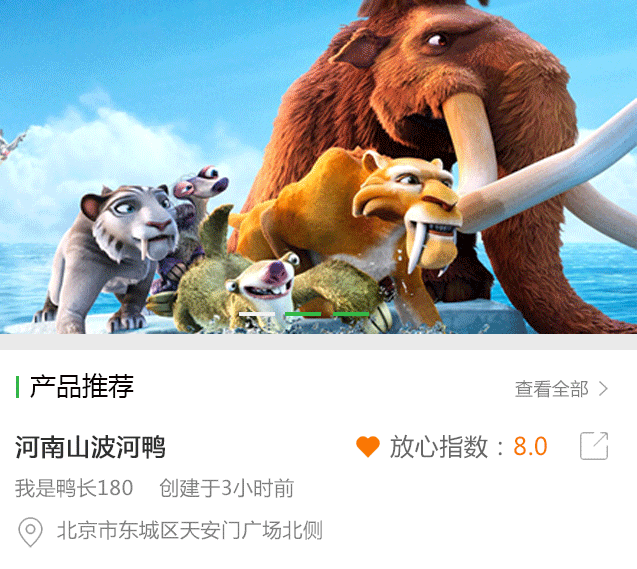 产品推荐 查看全部
河南山波河鸭 放心指数：8.0
我是鸭长180 创建于3小时前
北京市东城区天安门广场北侧